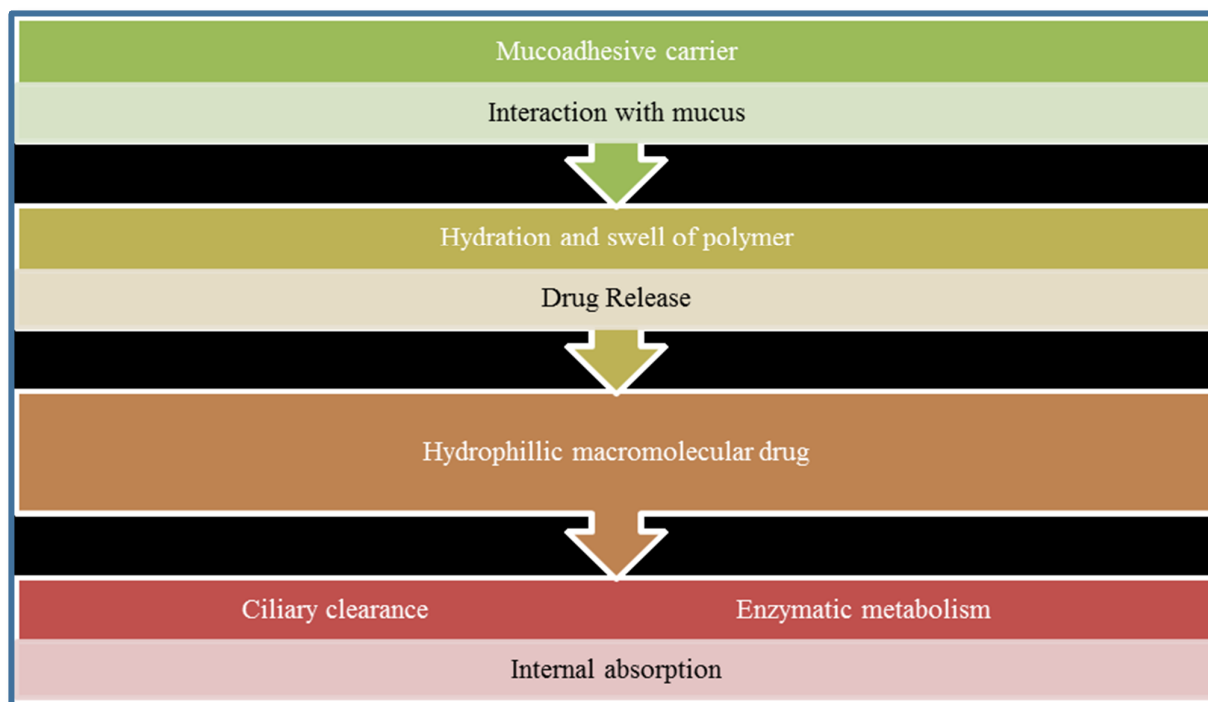 Mucoadhesive carrier
Interaction with mucus
Hydration and swell of polymer
Drug Release
Hydrophillic macromolecular drug
Ciliary clearance Enzymatic metabolism
Internal absorption